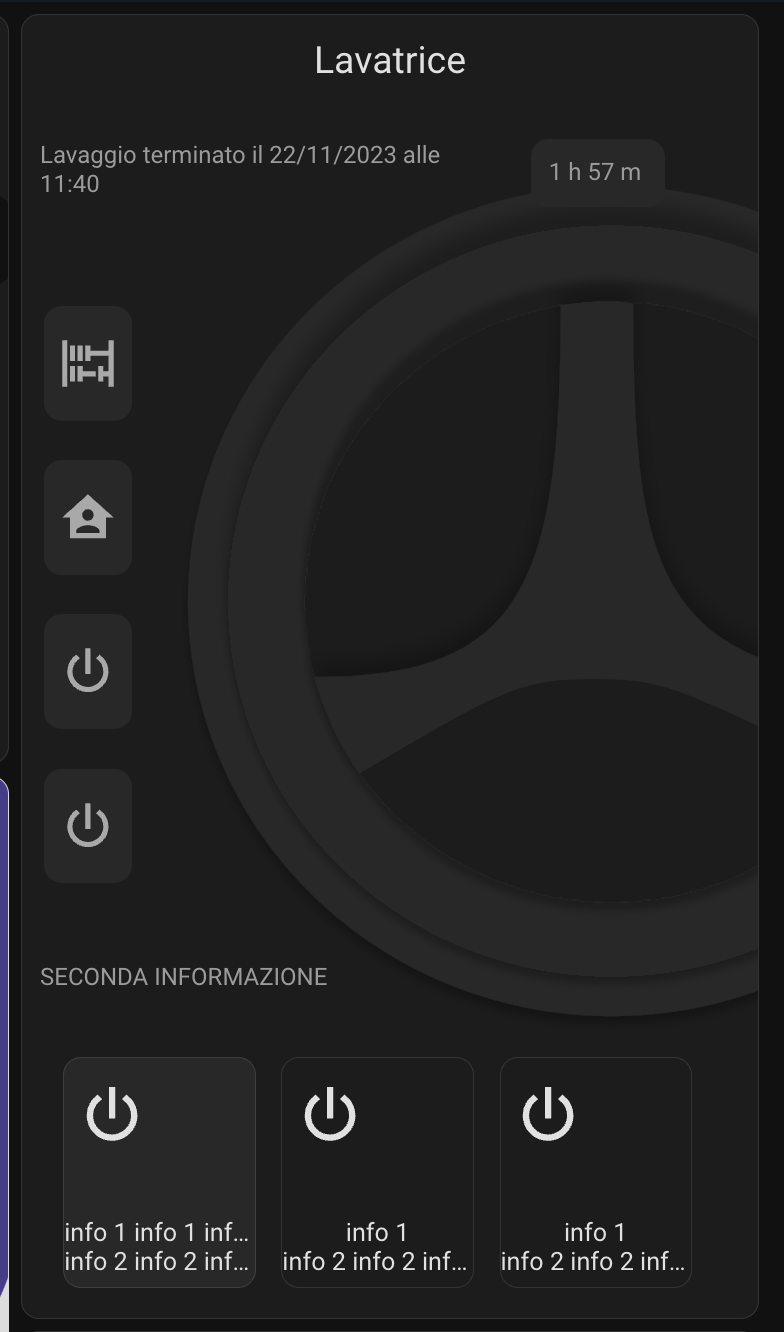 Lavatrice
Lavaggio terminato il 22/11/2023 alle
11:40
1 h 57 m
SECONDA INFORMAZIONE
info 1 info 1 inf...
info 2 info 2 inf...
info 1
info 2 info 2 inf...
info 1
info 2 info 2 inf...